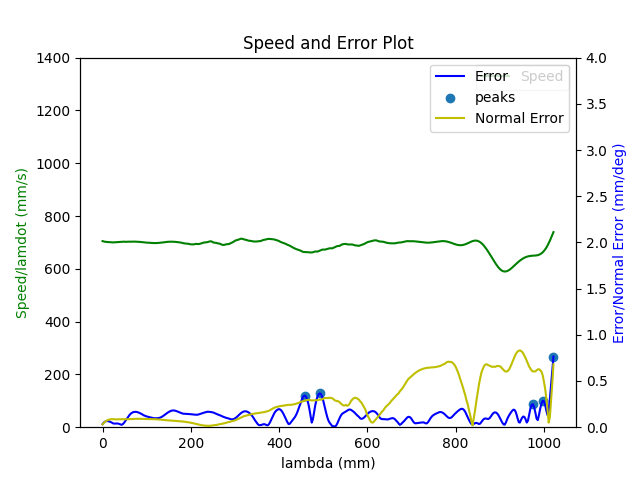 Speed and Error Plot
1400
1200
1000
800
600
400
200
0
Speed/lamdot (mm/s)
4.0
3.5
3.0
2.5
2.0
1.5
1.0
0.5
0.0
Error/Normal Error (mm/deg)
Error
Speed
peaks
Normal Error
0 200 400 600 800 1000
lambda (mm)